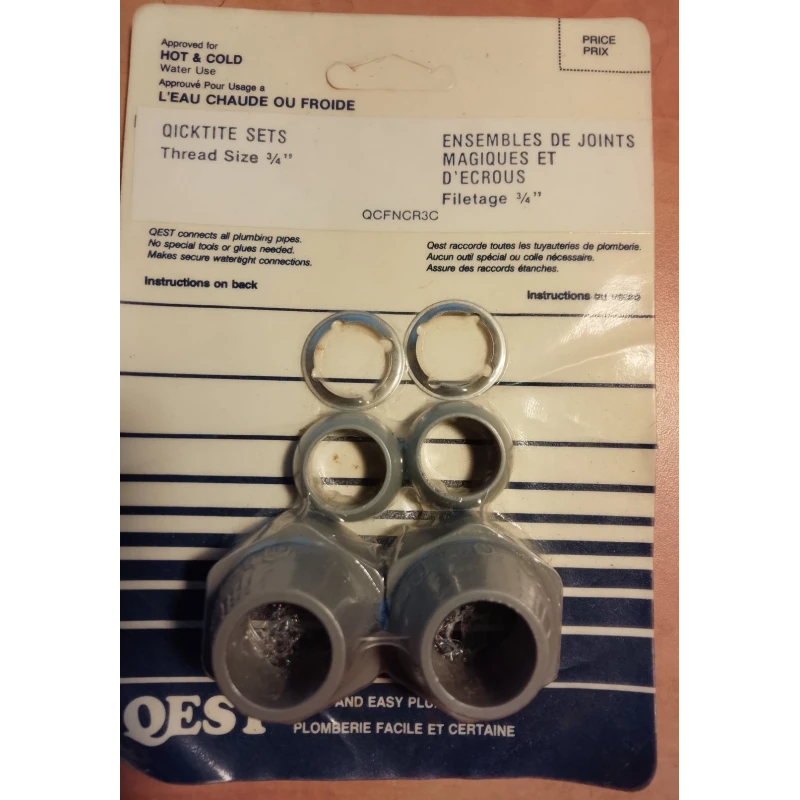 Approved for
HOT & COLD
Water Use
Approuvé Pour Usage a
L'EAU CHAUDE OU FROIDE
PRICE
PRIX
QICKTITE SETS
Thread Size ¾"
ENSEMBLES DE JOINTS
MAGIQUES ET
D'ECROUS
Filetage ¾"
QCFNCR3C
QEST connects all plumbing pipes.
No special tools or glues needed.
Makes secure watertight connections.
Instructions on back
Qest raccorde toutes les tuyauteries de plomberie.
Aucun outil spécial ou colle nécessaire.
Assure des raccords étanches.
Instructions au verso
QEST
AND EASY
PLOMBERIE FACILE ET CERTAINE